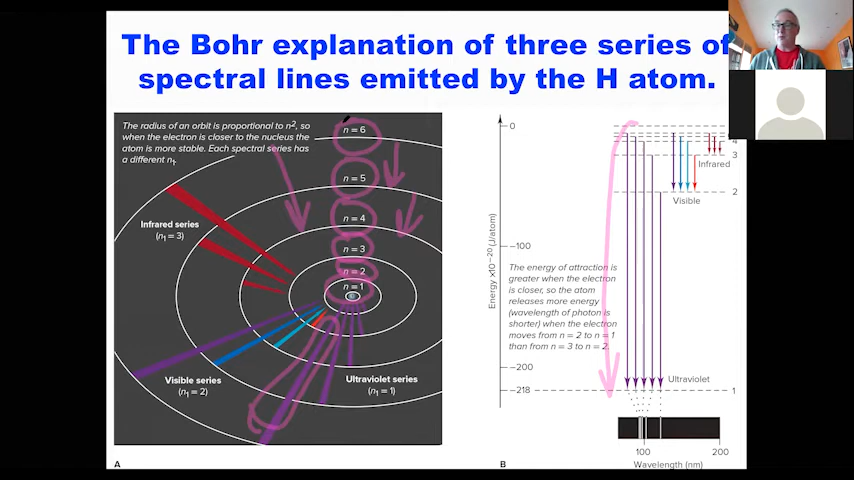 The Bohr explanation of three series of
spectral lines emitted by the H atom.
The radius of an orbit is proportional to n², so
when the electron is closer to the nucleus the
atom is more stable. Each spectral series has
a different n₁.
n = 6
n = 5
n = 4
n = 3
n = 2
n = 1
Infrared series
(n₁ = 3)
Visible series
(n₁ = 2)
Ultraviolet series
(n₁ = 1)
A
Energy ×10⁻²⁰ (J/atom)
0
−100
−200
−218
The energy of attraction is
greater when the electron
is closer, so the atom
releases more energy
(wavelength of photon is
shorter) when the electron
moves from n = 2 to n = 1
than from n = 3 to n = 2.
4
3
Infrared
2
Visible
Ultraviolet
1
100
200
Wavelength (nm)
B